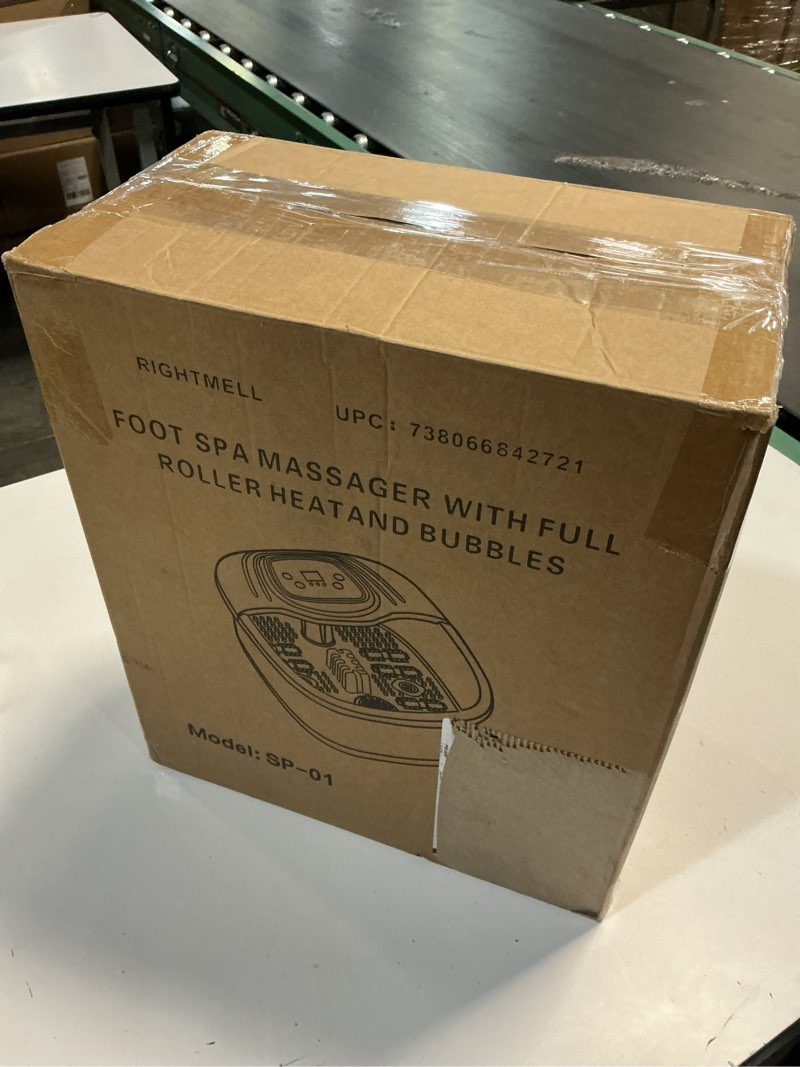 RIGHTMELL
UPC: 738066842721
FOOT SPA MASSAGER WITH FULL
ROLLER HEATAND BUBBLES
Model: SP-01